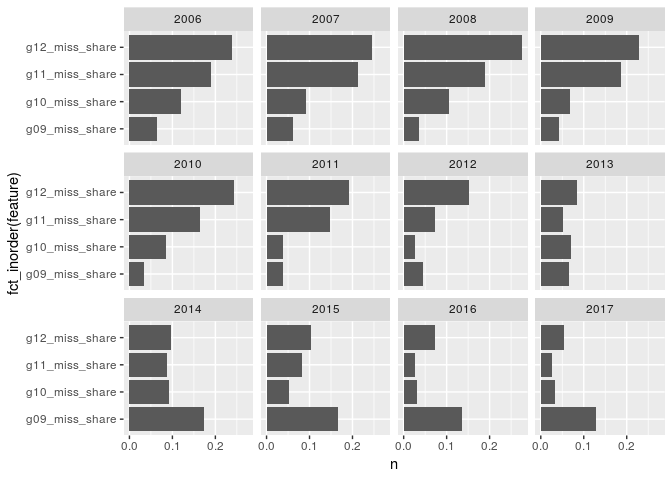 2006 2007 2008 2009
g12_miss_share
g11_miss_share
g10_miss_share
g09_miss_share
2010 2011 2012 2013
g12_miss_share
g11_miss_share
g10_miss_share
g09_miss_share
fct_inorder(feature)
2014 2015 2016 2017
g12_miss_share
g11_miss_share
g10_miss_share
g09_miss_share
0.0 0.1 0.2 0.0 0.1 0.2 0.0 0.1 0.2 0.0 0.1 0.2
n